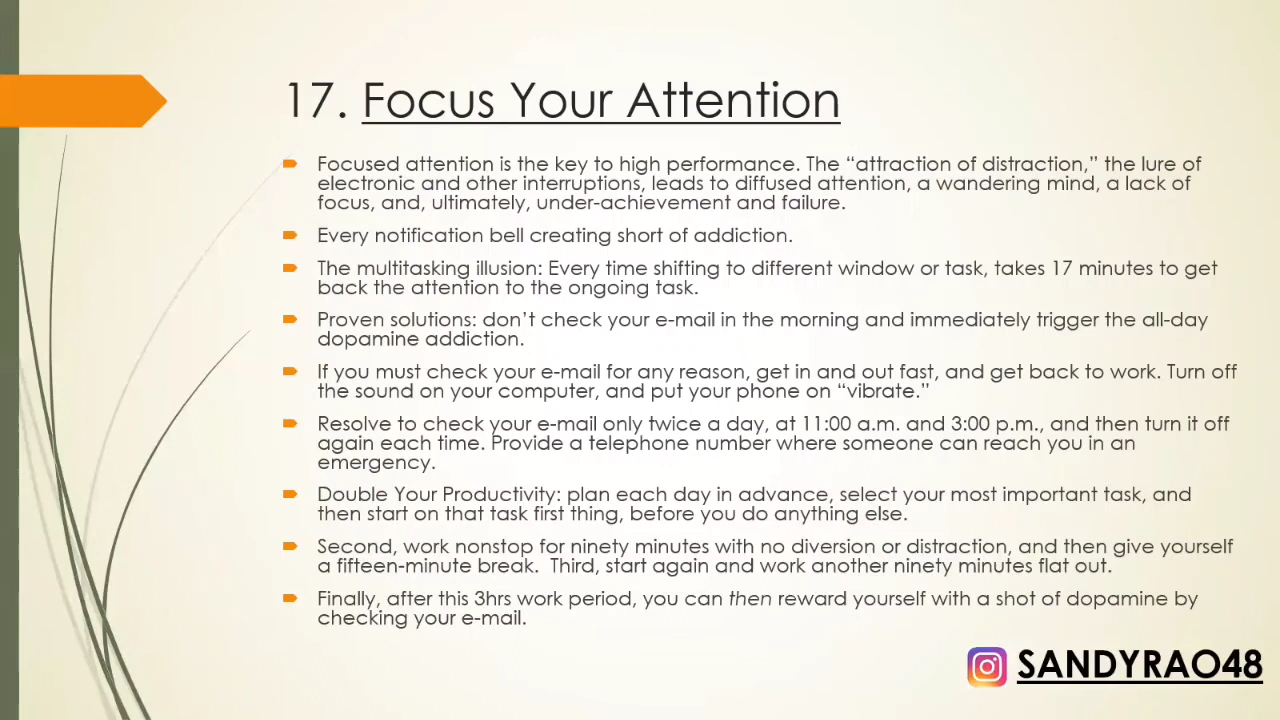 17. Focus Your Attention
Focused attention is the key to high performance. The “attraction of distraction,” the lure of
electronic and other interruptions, leads to diffused attention, a wandering mind, a lack of
focus, and, ultimately, under-achievement and failure.
Every notification bell creating short of addiction.
The multitasking illusion: Every time shifting to different window or task, takes 17 minutes to get
back the attention to the ongoing task.
Proven solutions: don’t check your e-mail in the morning and immediately trigger the all-day
dopamine addiction.
If you must check your e-mail for any reason, get in and out fast, and get back to work. Turn off
the sound on your computer, and put your phone on “vibrate.”
Resolve to check your e-mail only twice a day, at 11:00 a.m. and 3:00 p.m., and then turn it off
again each time. Provide a telephone number where someone can reach you in an
emergency.
Double Your Productivity: plan each day in advance, select your most important task, and
then start on that task first thing, before you do anything else.
Second, work nonstop for ninety minutes with no diversion or distraction, and then give yourself
a fifteen-minute break.  Third, start again and work another ninety minutes flat out.
Finally, after this 3hrs work period, you can then reward yourself with a shot of dopamine by
checking your e-mail.
SANDYRAO48